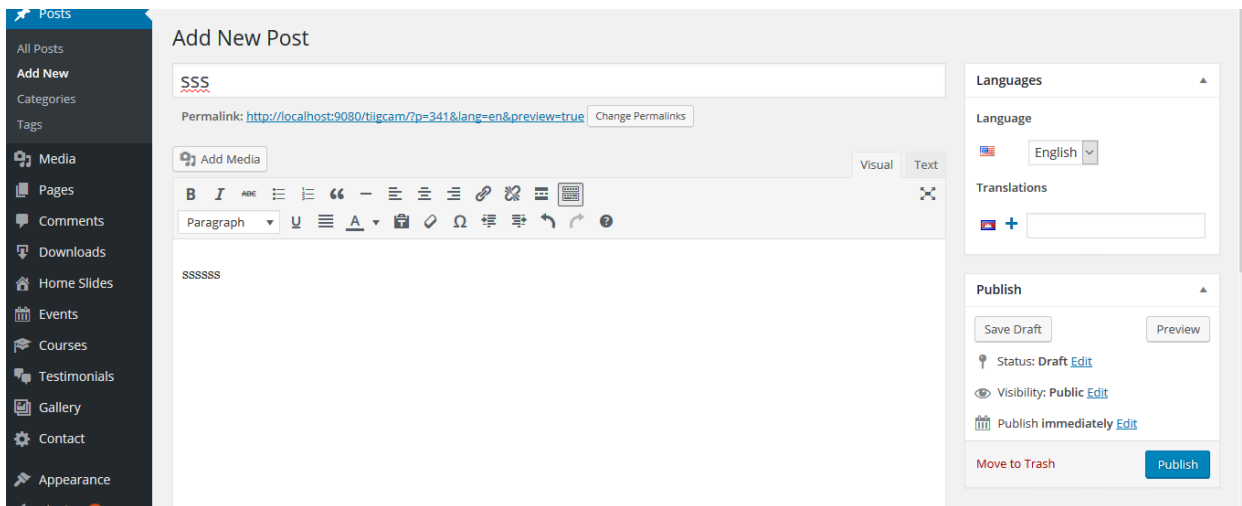 Posts
All Posts
Add New
Categories
Tags
Media
Pages
Comments
Downloads
Home Slides
Events
Courses
Testimonials
Gallery
Contact
Appearance
Add New Post
SSS
Permalink: http://localhost:9080/tiigcam/?p=341&lang=en&preview=true Change Permalinks
Add Media
Visual Text
B I ABC
Paragraph U A T Ω ?
ssssss
Languages
Language
English
Translations
Publish
Save Draft Preview
Status: Draft Edit
Visibility: Public Edit
Publish immediately Edit
Move to Trash Publish